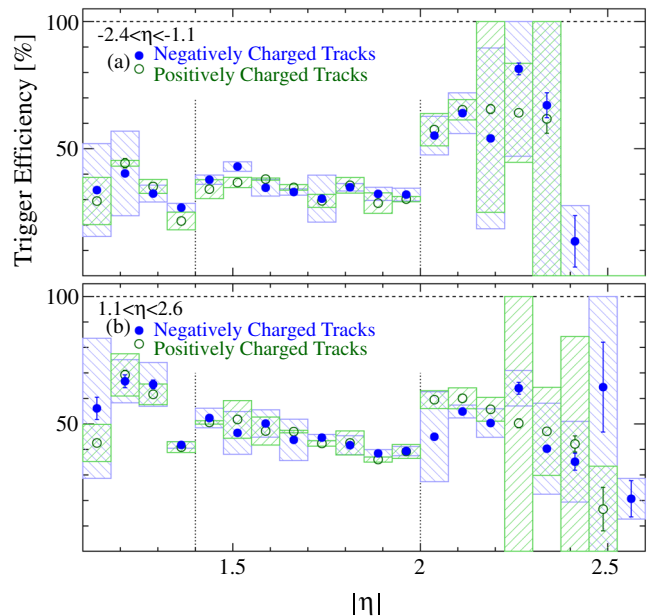 100
-2.4<η<-1.1
(a)
Negatively Charged Tracks
Positively Charged Tracks
50
Trigger Efficiency [%]
100
1.1<η<2.6
(b)
Negatively Charged Tracks
Positively Charged Tracks
50
1.5
2.0
2.5
|η|